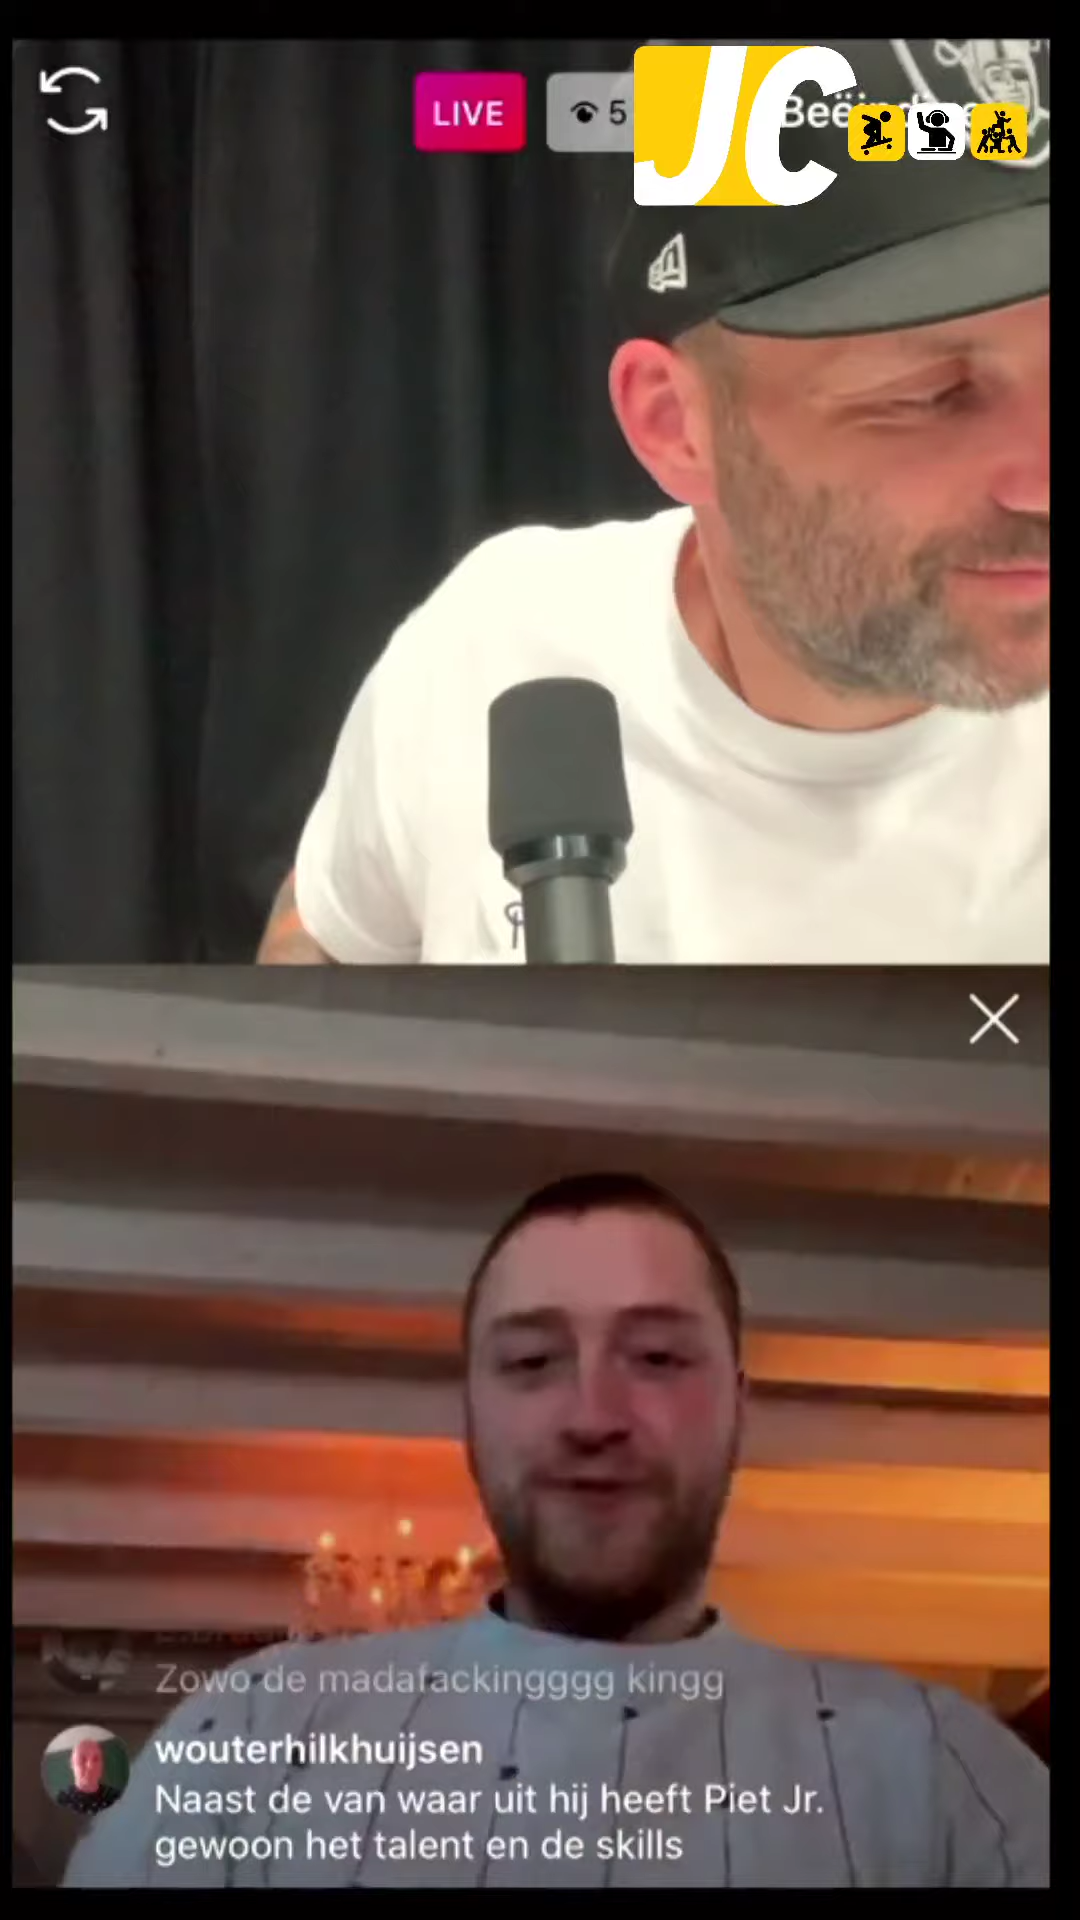 LIVE
5
JC
Zowo de madafackingggg kingg
wouterhilkhuijsen
Naast de van waar uit hij heeft Piet Jr.
gewoon het talent en de skills